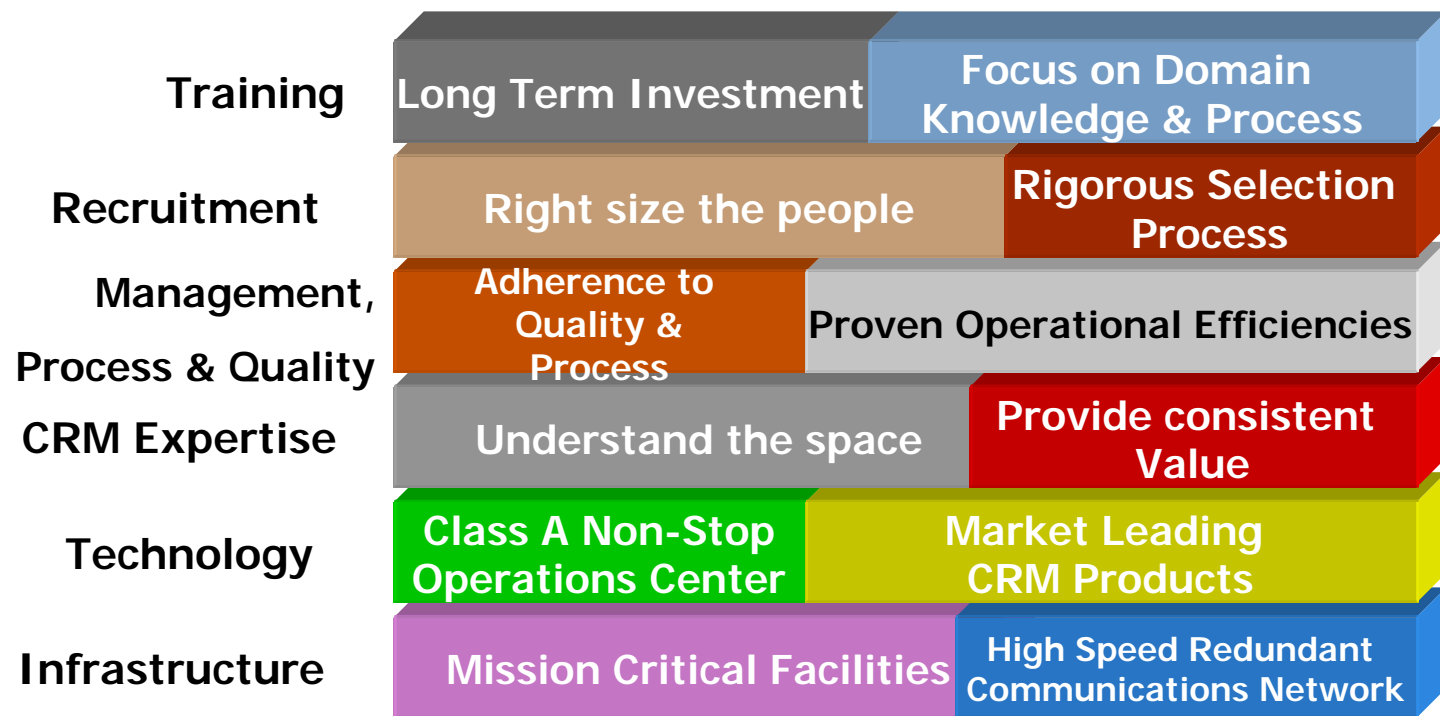 Training
Long Term Investment
Focus on Domain
Knowledge & Process
Recruitment
Right size the people
Rigorous Selection
Process
Management,
Process & Quality
Adherence to
Quality &
Process
Proven Operational Efficiencies
CRM Expertise
Understand the space
Provide consistent
Value
Technology
Class A Non-Stop
Operations Center
Market Leading
CRM Products
Infrastructure
Mission Critical Facilities
High Speed Redundant
Communications Network